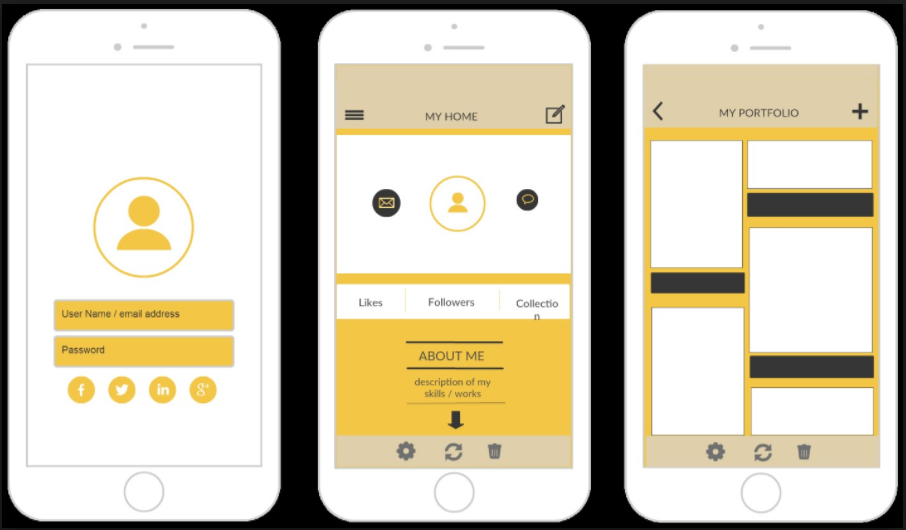 User Name / email address
Password
f
in
g+
MY HOME
Likes
Followers
Collectio
n
ABOUT ME
description of my
skills / works
MY PORTFOLIO